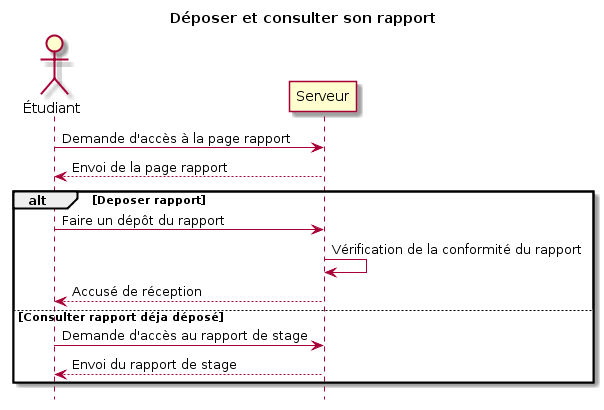 Déposer et consulter son rapport
Étudiant
Serveur
Demande d'accès à la page rapport
Envoi de la page rapport
alt [Deposer rapport]
Faire un dépôt du rapport
Vérification de la conformité du rapport
Accusé de réception
[Consulter rapport déja déposé]
Demande d'accès au rapport de stage
Envoi du rapport de stage